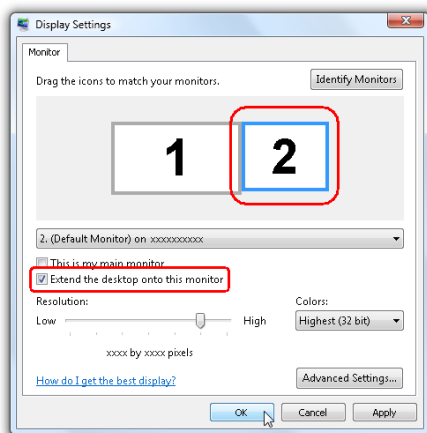 Display Settings
Monitor
Drag the icons to match your monitors.
Identify Monitors
1
2
2. (Default Monitor) on xxxxxxxxxx
This is my main monitor
Extend the desktop onto this monitor
Resolution:
Colors:
Low
High
Highest (32 bit)
xxxx by xxxx pixels
How do I get the best display?
Advanced Settings...
OK
Cancel
Apply